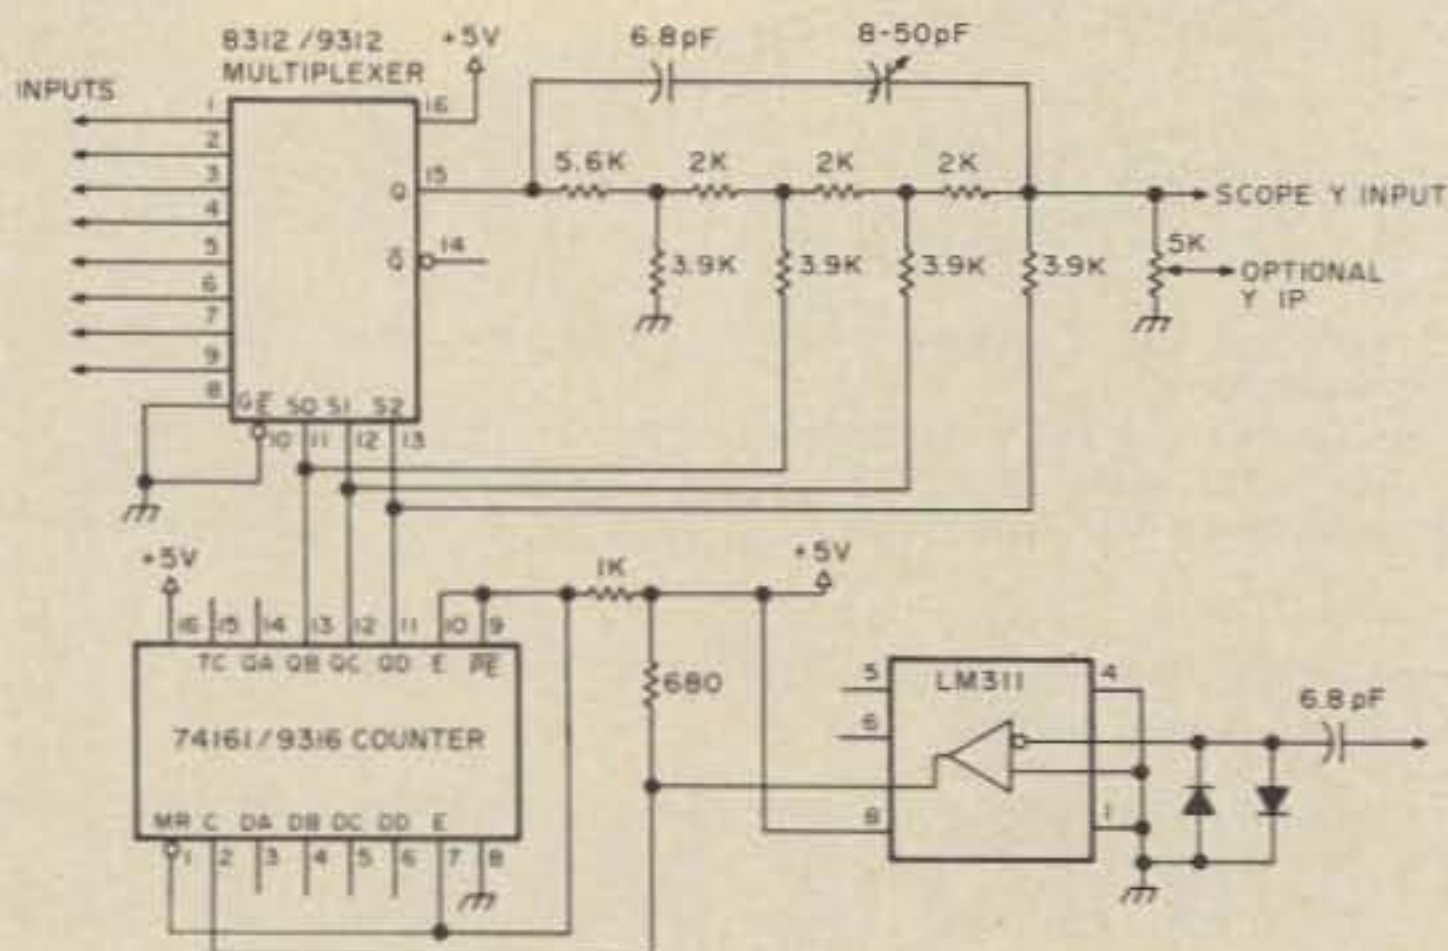 8312/9312
MULTIPLEXER
+5V
6.8pF
8-50pF
INPUTS
1
2
3
4
5
6
7
9
8
16
15
Q
14
Q̅
5.6K
2K
2K
2K
SCOPE Y INPUT
3.9K
3.9K
3.9K
3.9K
5K
OPTIONAL
Y IP
E S0 S1 S2
10 11 12 13
+5V
1K
+5V
16 15 14 13 12 11 10 9
TC QA QB QC QD E P̅E̅
680
74161/9316 COUNTER
MR C DA DB DC DD E
1 2 3 4 5 6 7 8
LM311
5
6
8
4
1
6.8pF